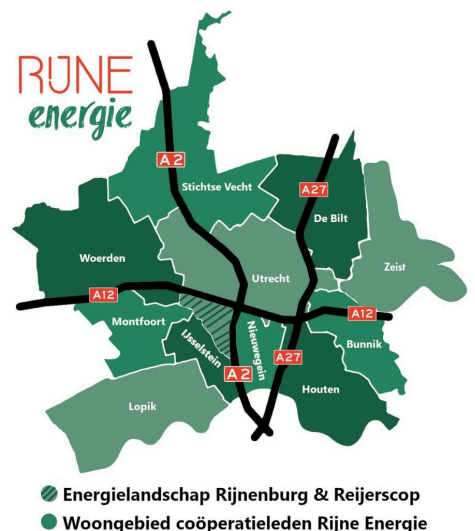 RIJNE
energie
A2
Stichtse Vecht
A27
De Bilt
Woerden
Utrecht
Zeist
A12
A12
Montfoort
IJsselstein
Nieuwegein
Bunnik
A27
A2
Houten
Lopik
Energielandschap Rijnenburg & Reijerscop
Woongebied coöperatieleden Rijne Energie